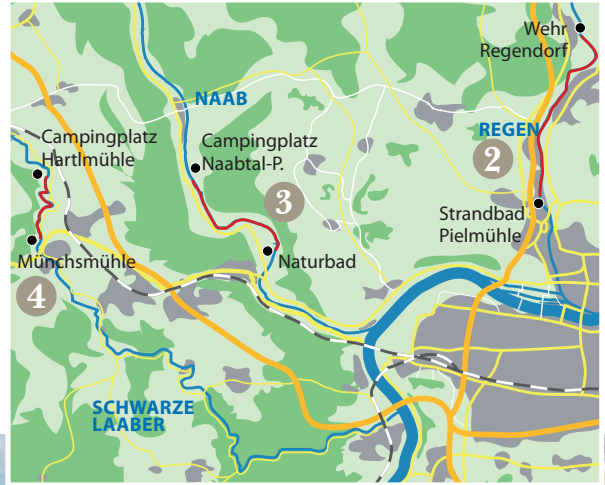 Wehr
Regendorf
NAAB
REGEN
2
Campingplatz
Hartlmühle
Campingplatz
Naabtal-P.
3
Strandbad
Pielmühle
Naturbad
Münchsmühle
4
SCHWARZE
LAABER